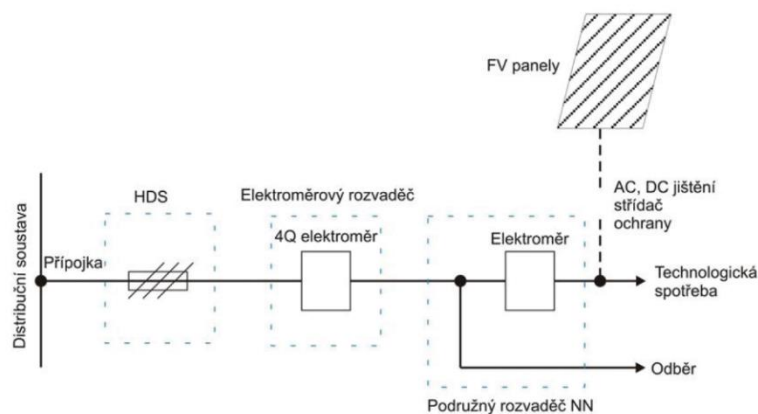 FV panely
AC, DC jištění
střídač
ochrany
HDS
Elektroměrový rozvaděč
4Q elektroměr
Elektroměr
Distribuční soustava
Přípojka
Technologická
spotřeba
Odběr
Podružný rozvaděč NN